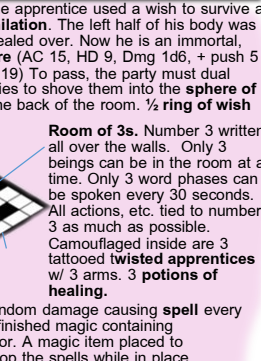 e apprentice used a wish to survive a
hilation. The left half of his body was
ealed over. Now he is an immortal,
re (AC 15, HD 9, Dmg 1d6, + push 5
19) To pass, the party must dual
ies to shove them into the sphere of
he back of the room. ½ ring of wish
Room of 3s. Number 3 written
all over the walls. Only 3
beings can be in the room at a
time. Only 3 word phrases can
be spoken every 30 seconds.
All actions, etc. tied to number
3 as much as possible.
Camouflaged inside are 3
tattooed twisted apprentices
w/ 3 arms. 3 potions of
healing.
ndom damage causing spell every
finished magic containing
or. A magic item placed to
op the spells while in place